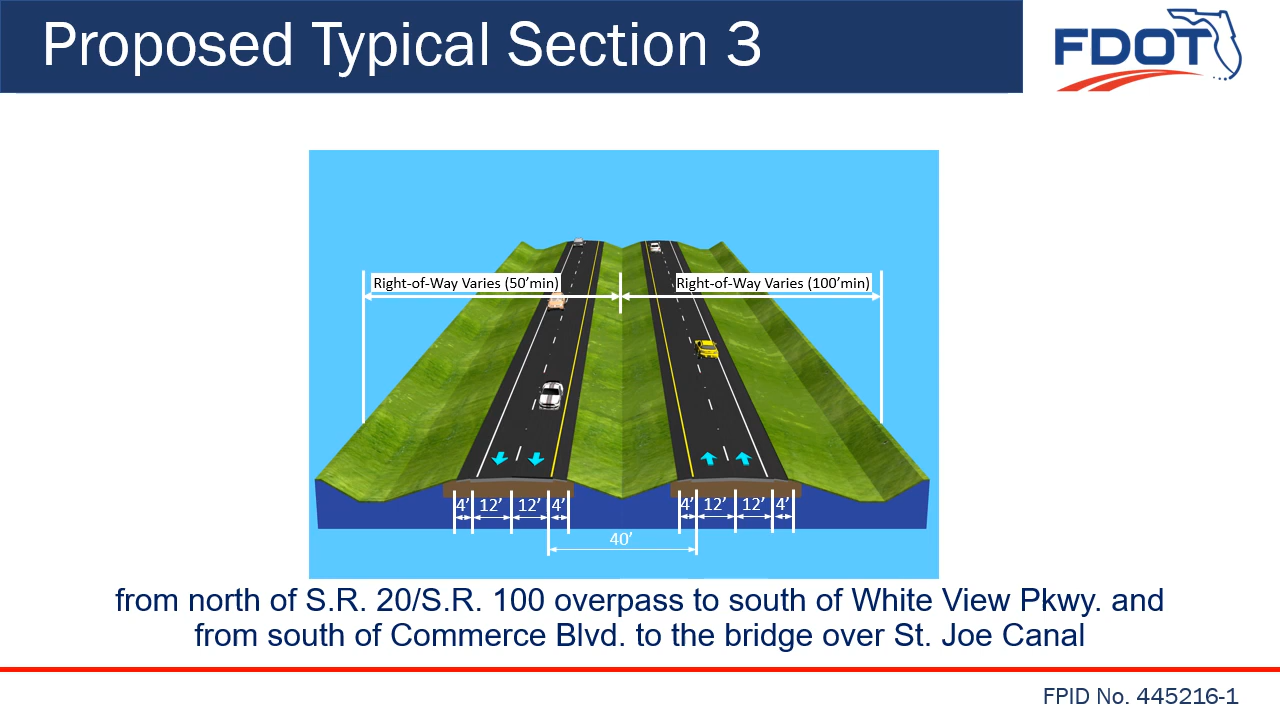 Proposed Typical Section 3
FDOT
Right-of-Way Varies (50'min)
Right-of-Way Varies (100'min)
4' 12' 12' 4'
4' 12' 12' 4'
40'
from north of S.R. 20/S.R. 100 overpass to south of White View Pkwy. and
from south of Commerce Blvd. to the bridge over St. Joe Canal
FPID No. 445216-1